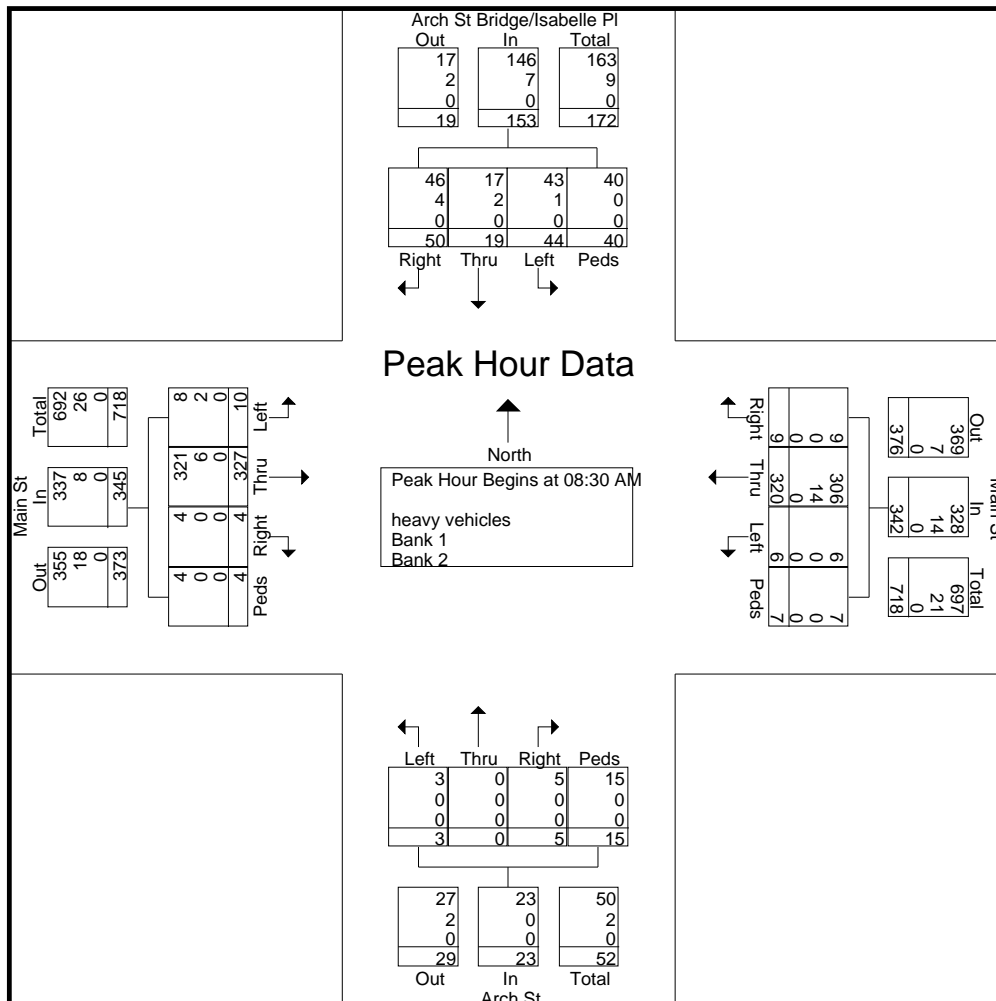 Arch St Bridge/Isabelle Pl
Out In Total
17 146 163
2 7 9
0 0 0
19 153 172
46 17 43 40
4 2 1 0
0 0 0 0
50 19 44 40
Right Thru Left Peds
Peak Hour Data
North
Peak Hour Begins at 08:30 AM
heavy vehicles
Bank 1
Bank 2
Main St
Out In Total
355 337 692
18 8 26
0 0 0
373 345 718
4 4 321 8
0 0 6 2
0 0 0 0
4 4 327 10
Peds Right Thru Left
Main St
Out In Total
369 328 697
7 14 21
0 0 0
376 342 718
9 306 6 7
0 14 0 0
0 0 0 0
9 320 6 7
Right Thru Left Peds
Left Thru Right Peds
3 0 5 15
0 0 0 0
0 0 0 0
3 0 5 15
27 23 50
2 0 2
0 0 0
29 23 52
Out In Total
Arch St